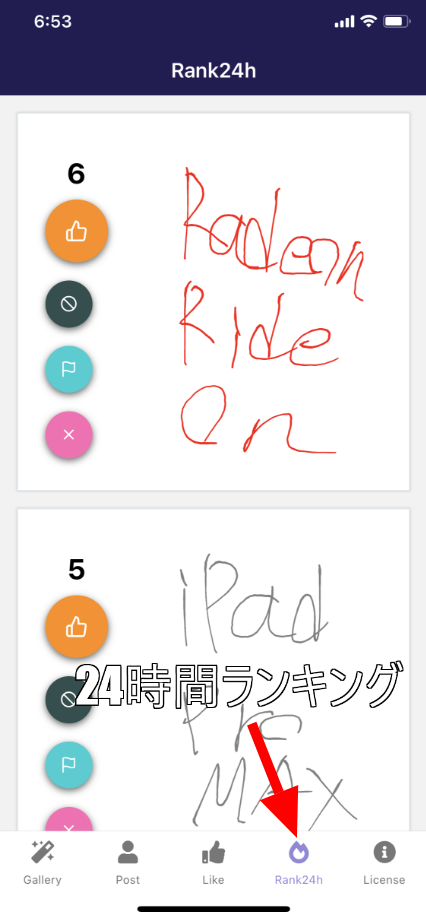 6:53
Rank24h
6
Radeon
Ride
On
5
iPad
24時間ランキング
Pro
MAX
Gallery
Post
Like
Rank24h
License